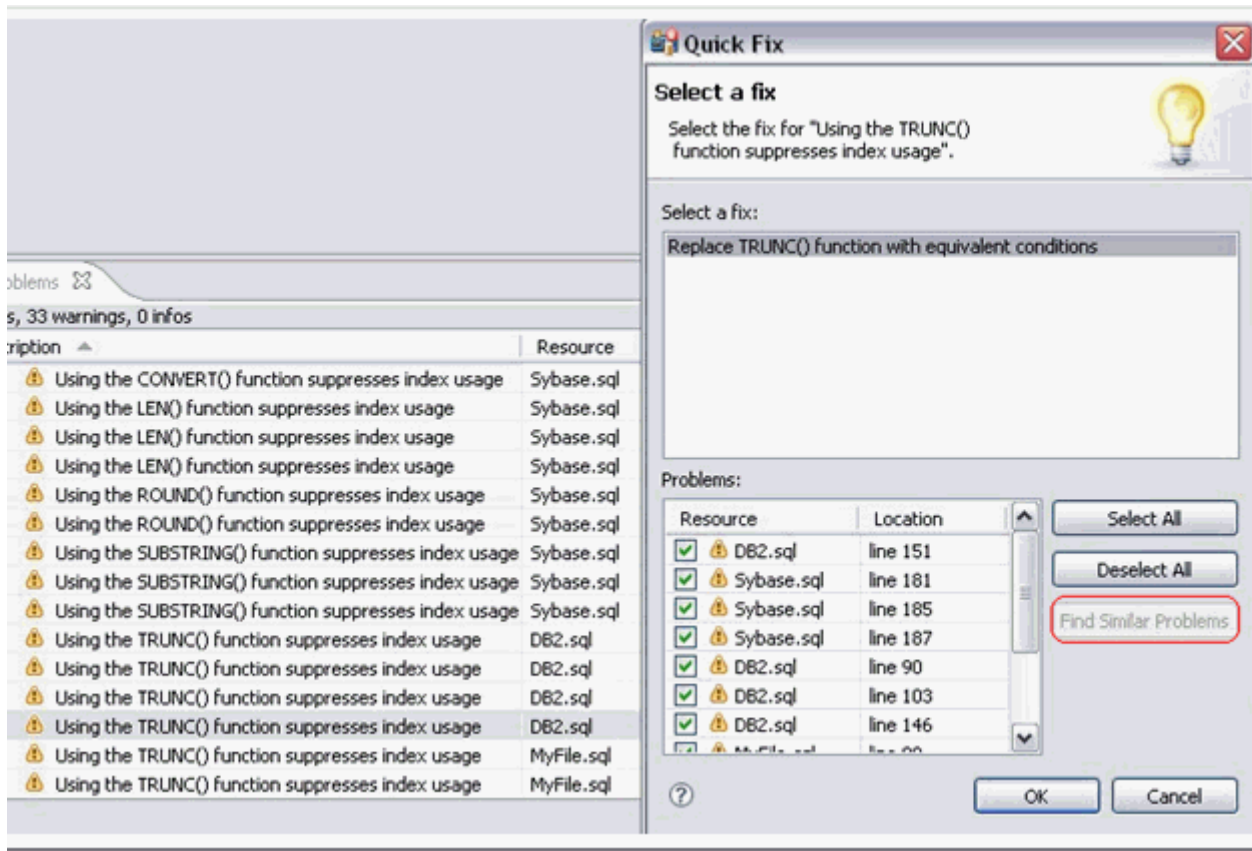 Quick Fix
Select a fix
Select the fix for "Using the TRUNC()
function suppresses index usage".
Select a fix:
Replace TRUNC() function with equivalent conditions
oblems
s, 33 warnings, 0 infos
ription Resource
Using the CONVERT() function suppresses index usage Sybase.sql
Using the LEN() function suppresses index usage Sybase.sql
Using the LEN() function suppresses index usage Sybase.sql
Using the LEN() function suppresses index usage Sybase.sql
Using the ROUND() function suppresses index usage Sybase.sql
Using the ROUND() function suppresses index usage Sybase.sql
Using the SUBSTRING() function suppresses index usage Sybase.sql
Using the SUBSTRING() function suppresses index usage Sybase.sql
Using the SUBSTRING() function suppresses index usage Sybase.sql
Using the TRUNC() function suppresses index usage DB2.sql
Using the TRUNC() function suppresses index usage DB2.sql
Using the TRUNC() function suppresses index usage DB2.sql
Using the TRUNC() function suppresses index usage DB2.sql
Using the TRUNC() function suppresses index usage MyFile.sql
Using the TRUNC() function suppresses index usage MyFile.sql
Problems:
Resource Location
DB2.sql line 151
Sybase.sql line 181
Sybase.sql line 185
Sybase.sql line 187
DB2.sql line 90
DB2.sql line 103
DB2.sql line 146
Select All
Deselect All
Find Similar Problems
OK
Cancel